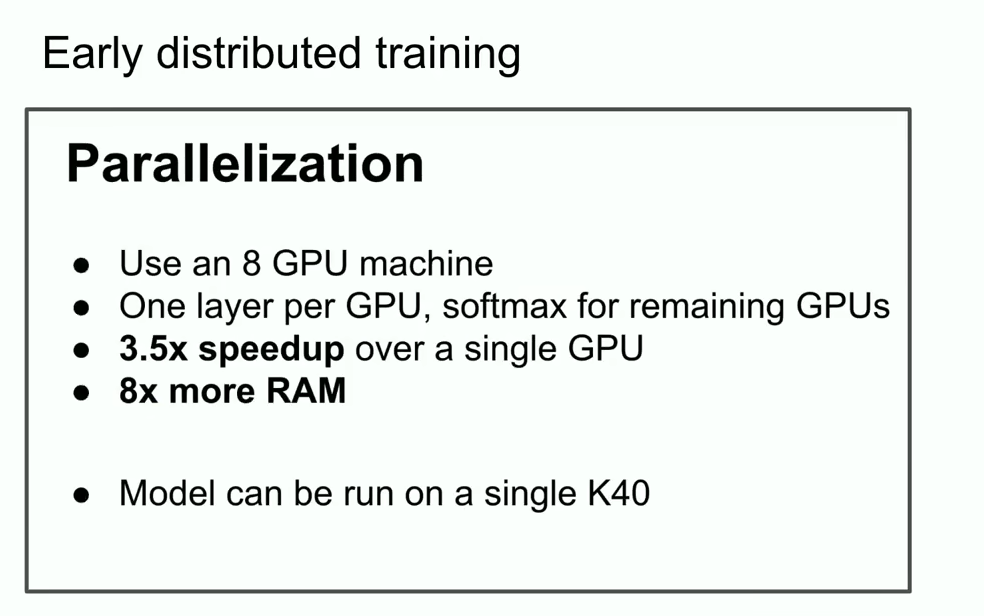 Early distributed training
Parallelization
● Use an 8 GPU machine
● One layer per GPU, softmax for remaining GPUs
● 3.5x speedup over a single GPU
● 8x more RAM
● Model can be run on a single K40